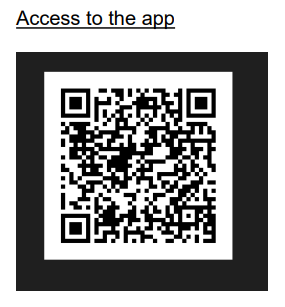 Access to the app